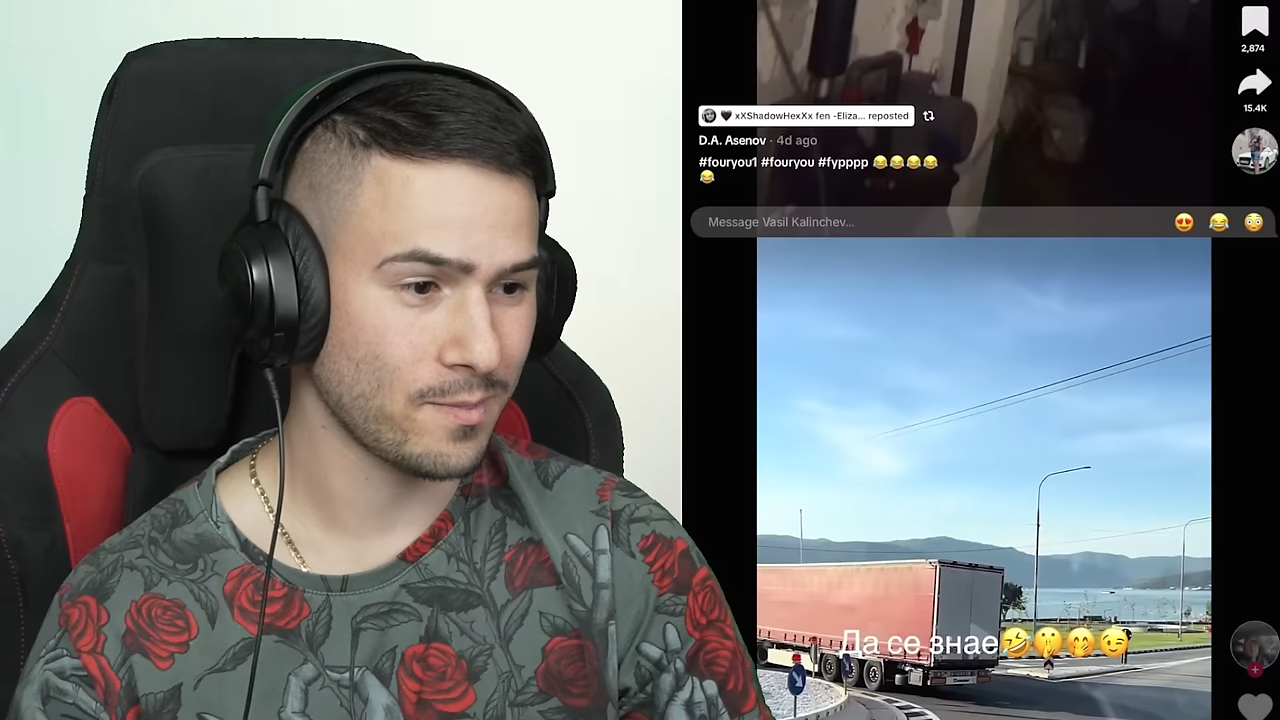 2,874
15.4K
xXShadowHexXx fen -Eliza... reposted
D.A. Asenov · 4d ago
#fouryou1 #fouryou #fypppp 😂😂😂😂
😂
Message Vasil Kalinchev...
Да се знае🤣🤫🤭😉